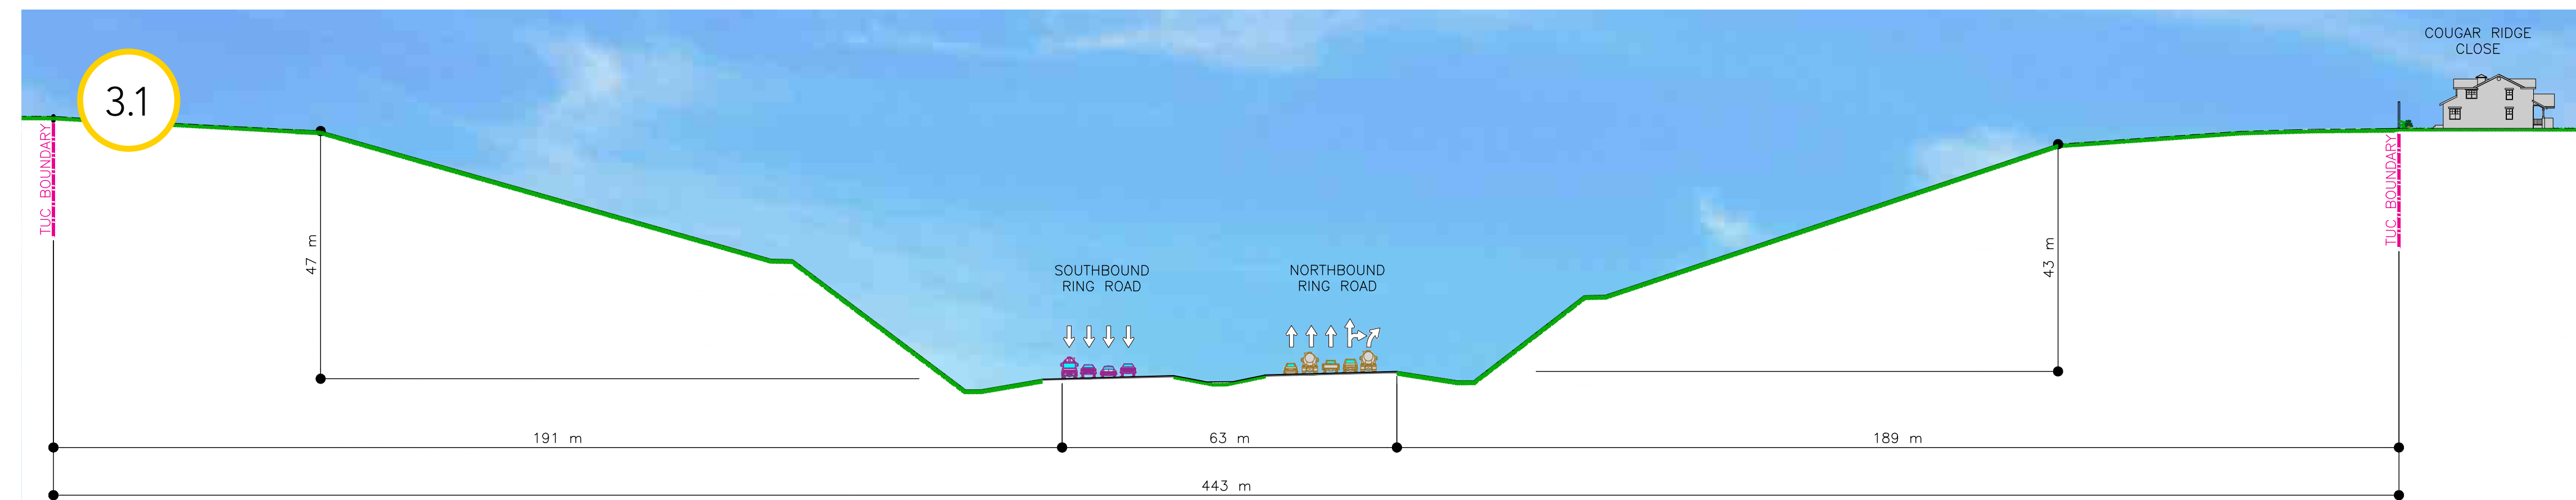 COUGAR RIDGE
CLOSE
3.1
TUC BOUNDARY
TUC BOUNDARY
47 m
43 m
SOUTHBOUND
RING ROAD
NORTHBOUND
RING ROAD
191 m
63 m
189 m
443 m